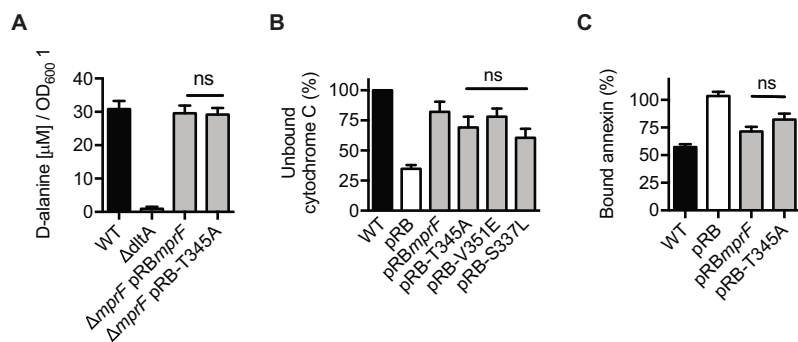 A
D-alanine [µM] / OD600 1
40
30
20
10
0
ns
WT
ΔdltA
ΔmprF pRBmprF
ΔmprF pRB-T345A
B
Unbound
cytochrome C (%)
100
75
50
25
0
ns
WT
pRB
pRBmprF
pRB-T345A
pRB-V351E
pRB-S337L
C
Bound annexin (%)
100
75
50
25
0
ns
WT
pRB
pRBmprF
pRB-T345A